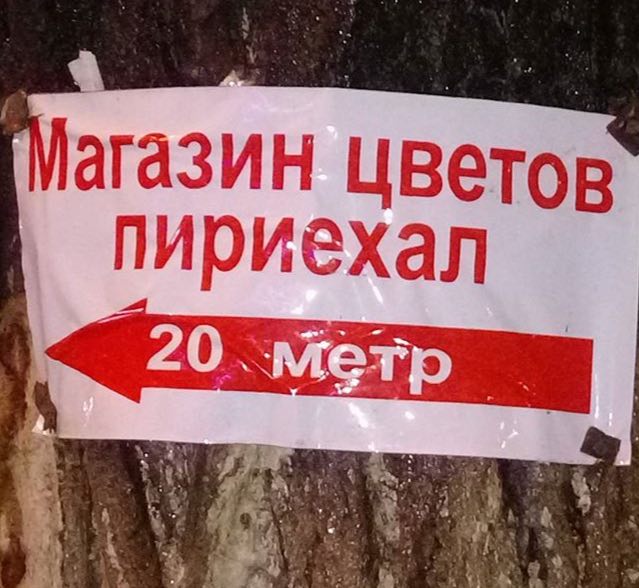 Магазин цветов
пириехал
20 метр